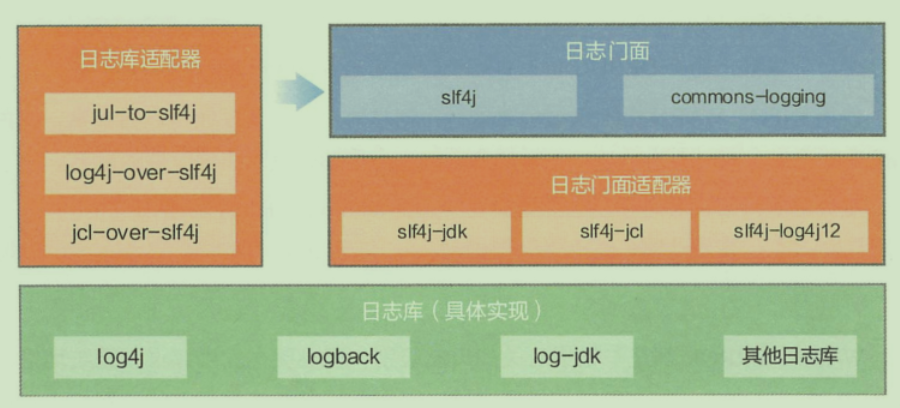 日志库适配器
jul-to-slf4j
log4j-over-slf4j
jcl-over-slf4j
日志门面
slf4j
commons-logging
日志门面适配器
slf4j-jdk
slf4j-jcl
slf4j-log4j12
日志库（具体实现）
log4j
logback
log-jdk
其他日志库